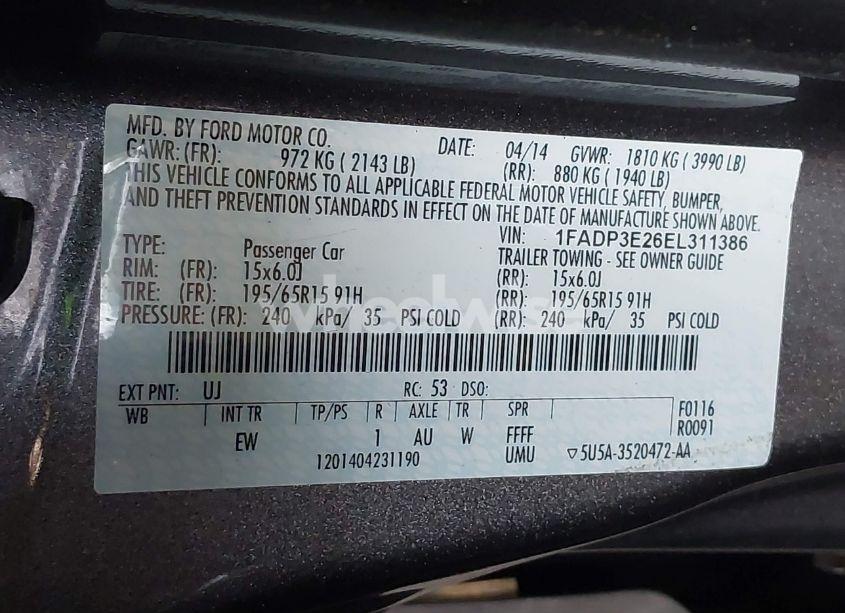 MFD. BY FORD MOTOR CO. DATE: 04/14 GVWR: 1810 KG ( 3990 LB)
GAWR: (FR): 972 KG ( 2143 LB) (RR): 880 KG ( 1940 LB)
THIS VEHICLE CONFORMS TO ALL APPLICABLE FEDERAL MOTOR VEHICLE SAFETY, BUMPER,
AND THEFT PREVENTION STANDARDS IN EFFECT ON THE DATE OF MANUFACTURE SHOWN ABOVE.
VIN: 1FADP3E26EL311386
TYPE: Passenger Car TRAILER TOWING - SEE OWNER GUIDE
RIM: (FR): 15x6.0J (RR): 15x6.0J
TIRE: (FR): 195/65R15 91H (RR): 195/65R15 91H
PRESSURE: (FR): 240 kPa/ 35 PSI COLD (RR): 240 kPa/ 35 PSI COLD
EXT PNT: UJ RC: 53 DSO:
WB INT TR TP/PS R AXLE TR SPR F0116
R0091
EW 1 AU W FFFF
1201404231190 UMU ▽5U5A-3520472-AA